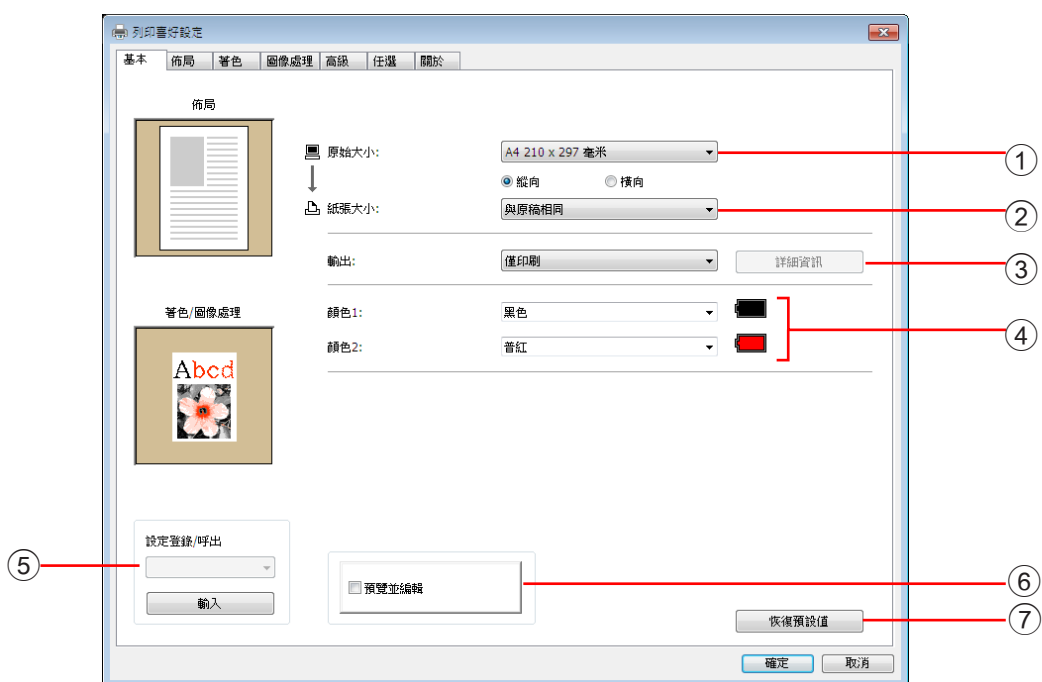 列印喜好設定
基本 佈局 著色 圖像處理 高級 任選 關於
佈局
原始大小: A4 210 x 297 毫米 ①
縱向 橫向
紙張大小: 與原稿相同 ②
輸出: 僅印刷 詳細資訊 ③
著色/圖像處理
顏色1: 黑色
顏色2: 普紅 ④
Abcd
設定登錄/呼出
⑤
輸入
預覽並編輯 ⑥
恢復預設值 ⑦
確定 取消